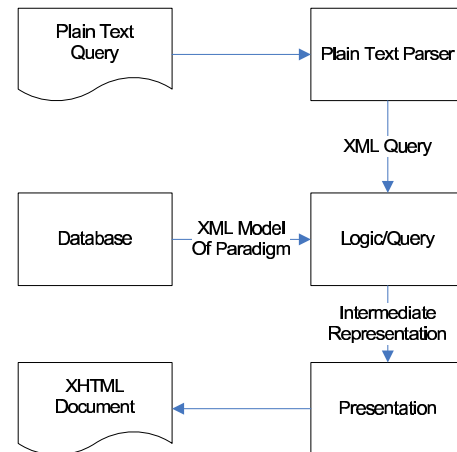 Plain Text
Query
Plain Text Parser
XML Query
Database
XML Model
Of Paradigm
Logic/Query
Intermediate
Representation
XHTML
Document
Presentation